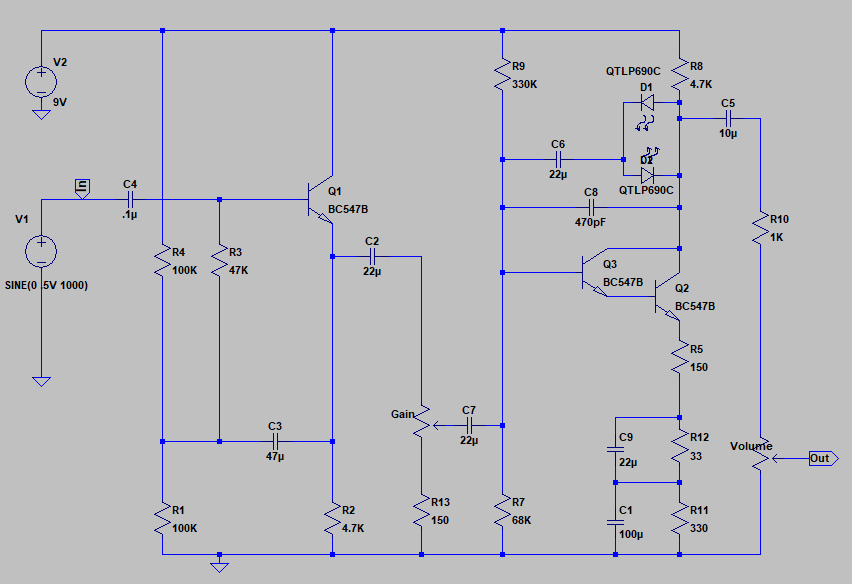 V2
9V
In
C4
.1µ
V1
SINE(0 .5V 1000)
R4
100K
R3
47K
Q1
BC547B
C2
22µ
C3
47µ
R1
100K
R2
4.7K
Gain
R13
150
C7
22µ
R9
330K
R7
68K
C6
22µ
QTLP690C
D1
D2
QTLP690C
C8
470pF
R8
4.7K
C5
10µ
Q3
BC547B
Q2
BC547B
R5
150
C9
22µ
R12
33
C1
100µ
R11
330
R10
1K
Volume
Out